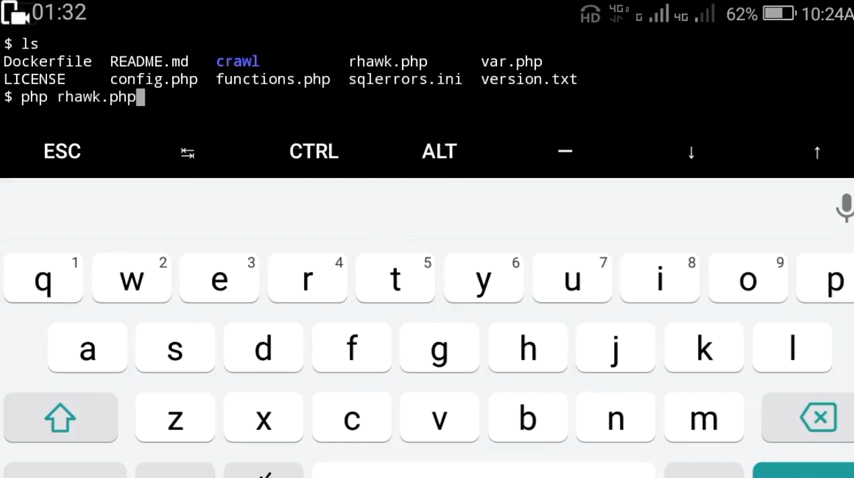 01:32 HD 4G 2 G 4G 62% 10:24A
$ ls
Dockerfile README.md crawl rhawk.php var.php
LICENSE config.php functions.php sqlerrors.ini version.txt
$ php rhawk.php
ESC ↹ CTRL ALT — ↓ ↑
q 1 w 2 e 3 r 4 t 5 y 6 u 7 i 8 o 9 p
a s d f g h j k l
z x c v b n m